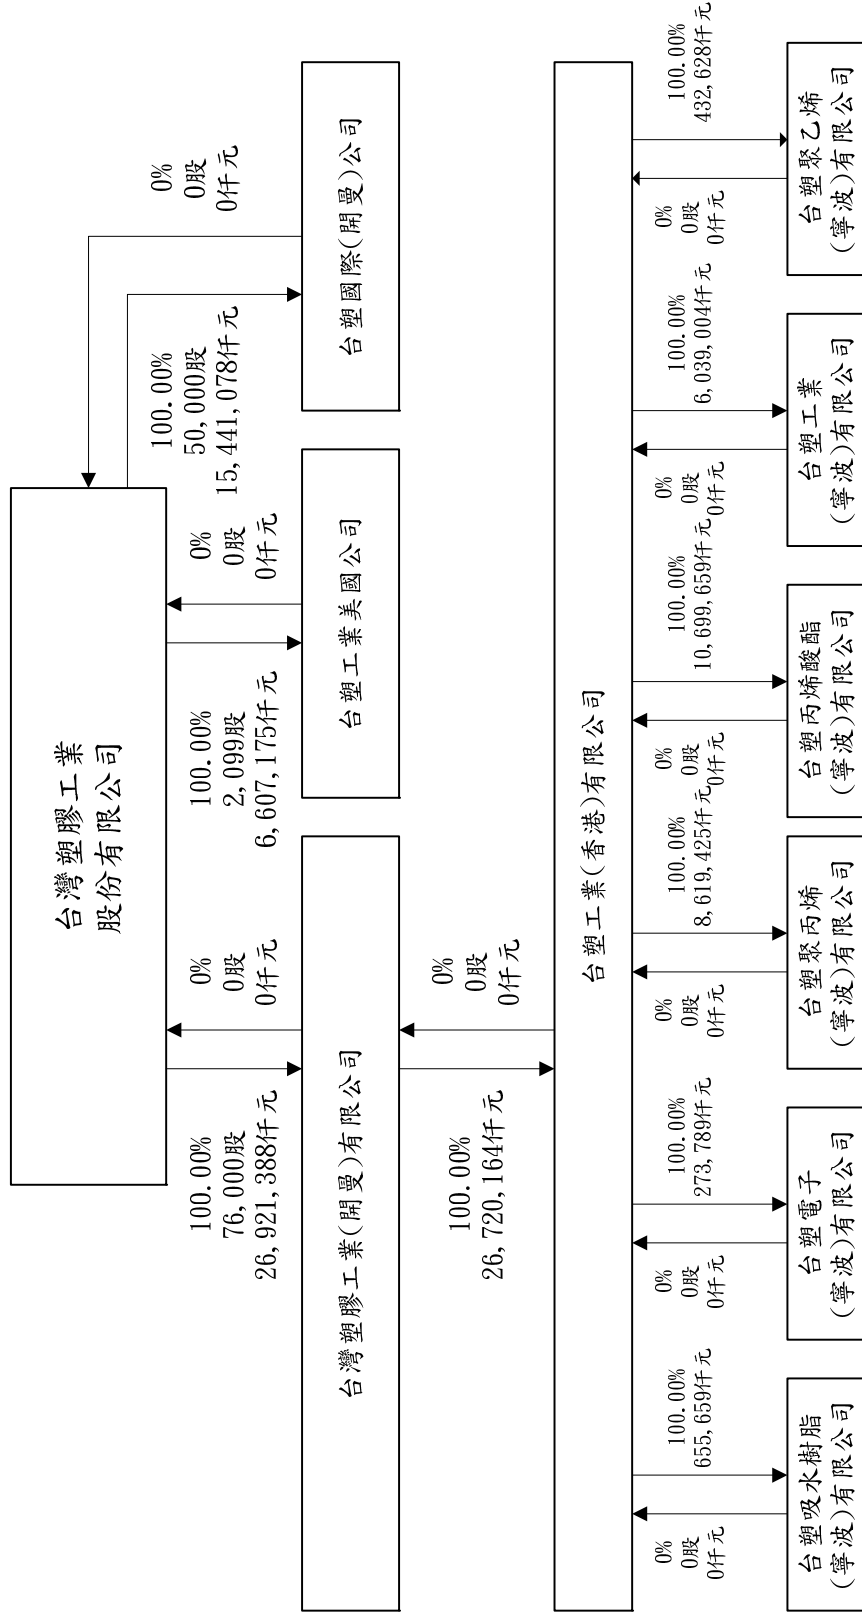 台灣塑膠工業
股份有限公司
100.00%
76,000股
26,921,388仟元
0%
0股
0仟元
100.00%
2,099股
6,607,175仟元
0%
0股
0仟元
100.00%
50,000股
15,441,078仟元
0%
0股
0仟元
台灣塑膠工業(開曼)有限公司
台塑工業美國公司
台塑國際(開曼)公司
100.00%
26,720,164仟元
0%
0股
0仟元
台塑工業(香港)有限公司
0%
0股
0仟元
100.00%
655,659仟元
0%
0股
0仟元
100.00%
273,789仟元
0%
0股
0仟元
100.00%
8,619,425仟元
0%
0股
0仟元
100.00%
10,699,659仟元
0%
0股
0仟元
100.00%
6,039,004仟元
0%
0股
0仟元
100.00%
432,628仟元
台塑吸水樹脂
(寧波)有限公司
台塑電子
(寧波)有限公司
台塑聚丙烯
(寧波)有限公司
台塑丙烯酸酯
(寧波)有限公司
台塑工業
(寧波)有限公司
台塑聚乙烯
(寧波)有限公司